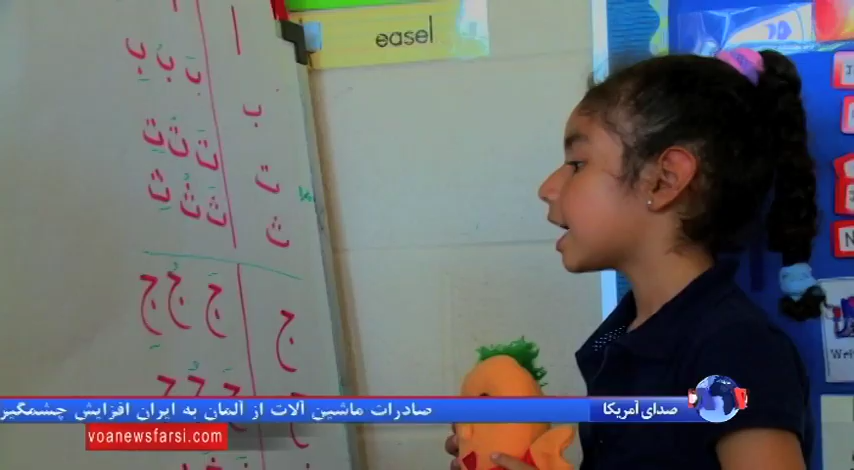 easel
ا
بَ بُ بِ
ب
تَ تُ تِ
ت
ثَ ثُ ثِ
ث
جَ جُ جِ
ج
صادرات ماشین آلات از آلمان به ایران افزایش چشمگیر
صدای آمریکا
voanewsfarsi.com